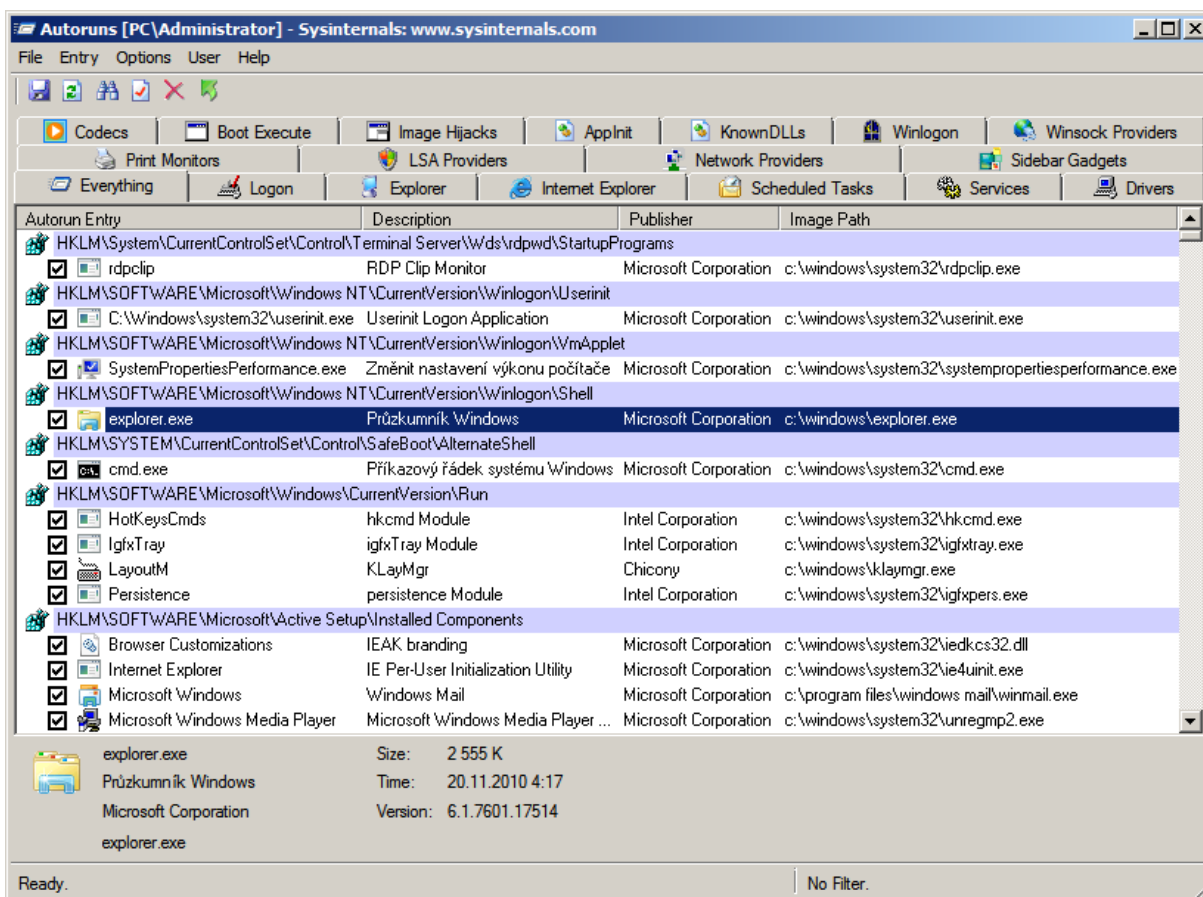 Autoruns [PC\Administrator] - Sysinternals: www.sysinternals.com
File Entry Options User Help
Codecs Boot Execute Image Hijacks AppInit KnownDLLs Winlogon Winsock Providers
Print Monitors LSA Providers Network Providers Sidebar Gadgets
Everything Logon Explorer Internet Explorer Scheduled Tasks Services Drivers
Autorun Entry Description Publisher Image Path
HKLM\System\CurrentControlSet\Control\Terminal Server\Wds\rdpwd\StartupPrograms
rdpclip RDP Clip Monitor Microsoft Corporation c:\windows\system32\rdpclip.exe
HKLM\SOFTWARE\Microsoft\Windows NT\CurrentVersion\Winlogon\Userinit
C:\Windows\system32\userinit.exe Userinit Logon Application Microsoft Corporation c:\windows\system32\userinit.exe
HKLM\SOFTWARE\Microsoft\Windows NT\CurrentVersion\Winlogon\VmApplet
SystemPropertiesPerformance.exe Změnit nastavení výkonu počítače Microsoft Corporation c:\windows\system32\systempropertiesperformance.exe
HKLM\SOFTWARE\Microsoft\Windows NT\CurrentVersion\Winlogon\Shell
explorer.exe Průzkumník Windows Microsoft Corporation c:\windows\explorer.exe
HKLM\SYSTEM\CurrentControlSet\Control\SafeBoot\AlternateShell
cmd.exe Příkazový řádek systému Windows Microsoft Corporation c:\windows\system32\cmd.exe
HKLM\SOFTWARE\Microsoft\Windows\CurrentVersion\Run
HotKeysCmds hkcmd Module Intel Corporation c:\windows\system32\hkcmd.exe
IgfxTray igfxTray Module Intel Corporation c:\windows\system32\igfxtray.exe
LayoutM KLayMgr Chicony c:\windows\klaymgr.exe
Persistence persistence Module Intel Corporation c:\windows\system32\igfxpers.exe
HKLM\SOFTWARE\Microsoft\Active Setup\Installed Components
Browser Customizations IEAK branding Microsoft Corporation c:\windows\system32\iedkcs32.dll
Internet Explorer IE Per-User Initialization Utility Microsoft Corporation c:\windows\system32\ie4uinit.exe
Microsoft Windows Windows Mail Microsoft Corporation c:\program files\windows mail\winmail.exe
Microsoft Windows Media Player Microsoft Windows Media Player ... Microsoft Corporation c:\windows\system32\unregmp2.exe
explorer.exe Size: 2 555 K
Průzkumník Windows Time: 20.11.2010 4:17
Microsoft Corporation Version: 6.1.7601.17514
explorer.exe
Ready. No Filter.